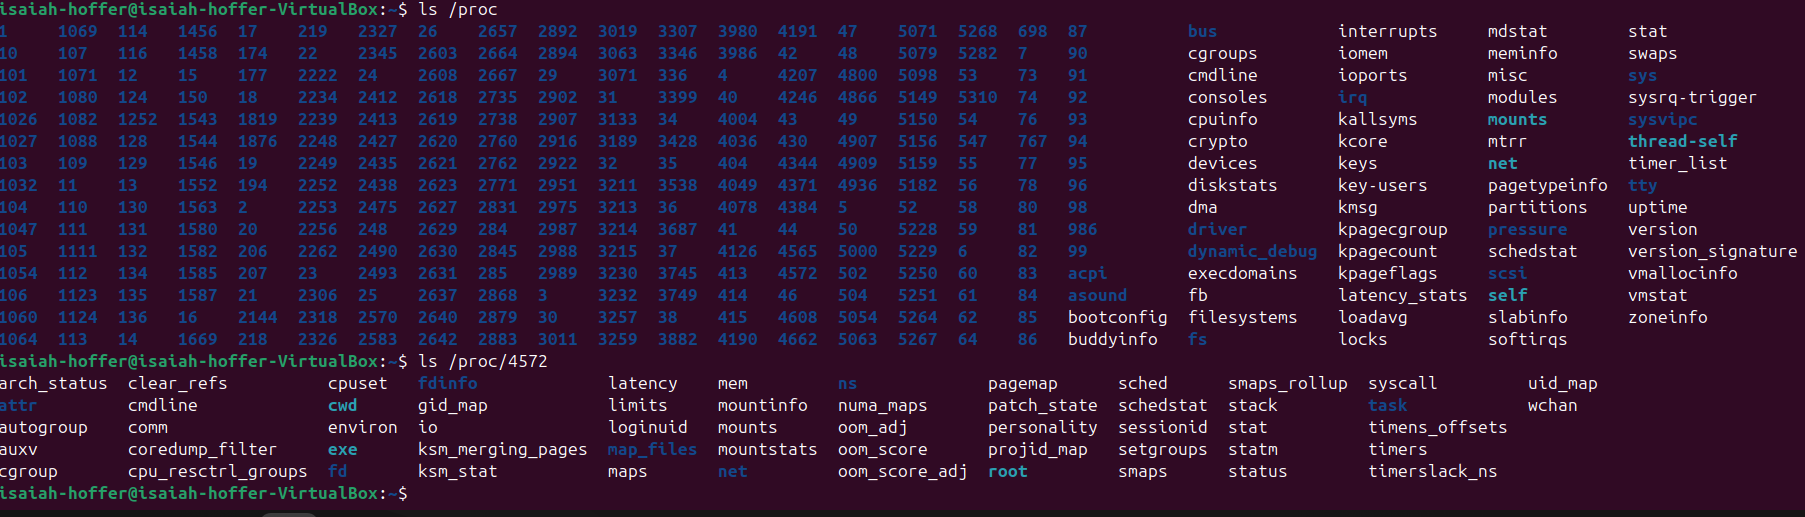 isaiah-hoffer@isaiah-hoffer-VirtualBox:~$ ls /proc
1 1069 114 1456 17 219 2327 26 2657 2892 3019 3307 3980 4191 47 5071 5268 698 87 bus interrupts mdstat stat
10 107 116 1458 174 22 2345 2603 2664 2894 3063 3346 3986 42 48 5079 5282 7 90 cgroups iomem meminfo swaps
101 1071 12 15 177 2222 24 2608 2667 29 3071 336 4 4207 4800 5098 53 73 91 cmdline ioports misc sys
102 1080 124 150 18 2234 2412 2618 2735 2902 31 3399 40 4246 4866 5149 5310 74 92 consoles irq modules sysrq-trigger
1026 1082 1252 1543 1819 2239 2413 2619 2738 2907 3133 34 4004 43 49 5150 54 76 93 cpuinfo kallsyms mounts sysvipc
1027 1088 128 1544 1876 2248 2427 2620 2760 2916 3189 3428 4036 430 4907 5156 547 767 94 crypto kcore mtrr thread-self
103 109 129 1546 19 2249 2435 2621 2762 2922 32 35 404 4344 4909 5159 55 77 95 devices keys net timer_list
1032 11 13 1552 194 2252 2438 2623 2771 2951 3211 3538 4049 4371 4936 5182 56 78 96 diskstats key-users pagetypeinfo tty
104 110 130 1563 2 2253 2475 2627 2831 2975 3213 36 4078 4384 5 52 58 80 98 dma kmsg partitions uptime
1047 111 131 1580 20 2256 248 2629 284 2987 3214 3687 41 44 50 5228 59 81 986 driver kpagecgroup pressure version
105 1111 132 1582 206 2262 2490 2630 2845 2988 3215 37 4126 4565 5000 5229 6 82 99 dynamic_debug kpagecount schedstat version_signature
1054 112 134 1585 207 23 2493 2631 285 2989 3230 3745 413 4572 502 5250 60 83 acpi execdomains kpageflags scsi vmallocinfo
106 1123 135 1587 21 2306 25 2637 2868 3 3232 3749 414 46 504 5251 61 84 asound fb latency_stats self vmstat
1060 1124 136 16 2144 2318 2570 2640 2879 30 3257 38 415 4608 5054 5264 62 85 bootconfig filesystems loadavg slabinfo zoneinfo
1064 113 14 1669 218 2326 2583 2642 2883 3011 3259 3882 4190 4662 5063 5267 64 86 buddyinfo fs locks softirqs
isaiah-hoffer@isaiah-hoffer-VirtualBox:~$ ls /proc/4572
arch_status clear_refs cpuset fdinfo latency mem ns pagemap sched smaps_rollup syscall uid_map
attr cmdline cwd gid_map limits mountinfo numa_maps patch_state schedstat stack task wchan
autogroup comm environ io loginuid mounts oom_adj personality sessionid stat timens_offsets
auxv coredump_filter exe ksm_merging_pages map_files mountstats oom_score projid_map setgroups statm timers
cgroup cpu_resctrl_groups fd ksm_stat maps net oom_score_adj root smaps status timerslack_ns
isaiah-hoffer@isaiah-hoffer-VirtualBox:~$